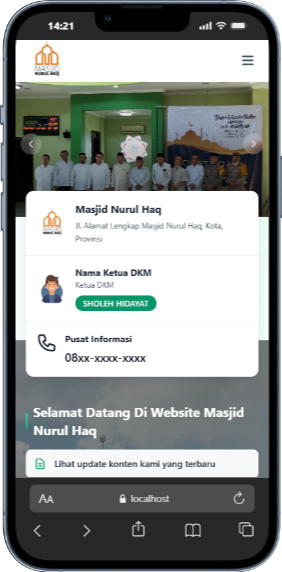 14:21
MASJID
NURUL HAQ
Masjid Nurul Haq
Jl. Alamat Lengkap Masjid Nurul Haq, Kota,
Provinsi
Nama Ketua DKM
Ketua DKM
SHOLEH HIDAYAT
Pusat Informasi
08xx-xxxx-xxxx
Selamat Datang Di Website Masjid
Nurul Haq
Lihat update konten kami yang terbaru
AA
localhost